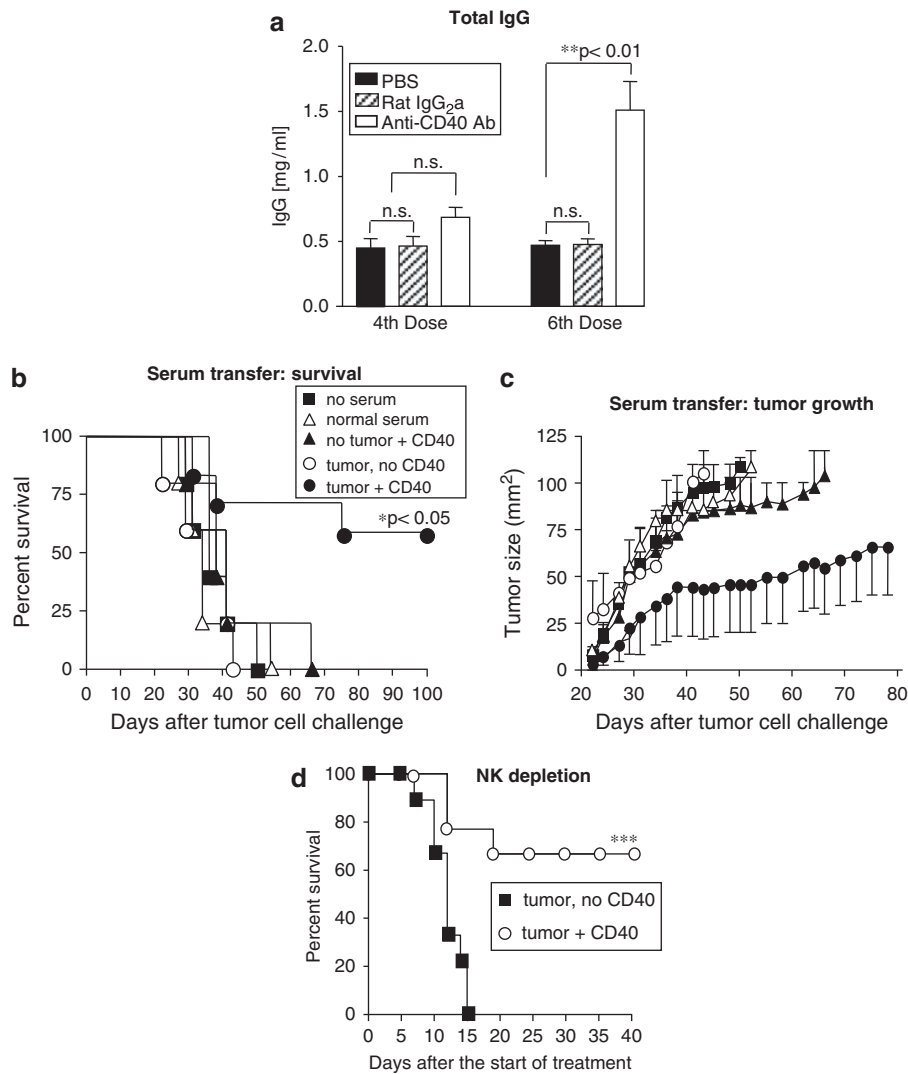 a
Total IgG
**p< 0.01
PBS
Rat IgG2a
Anti-CD40 Ab
n.s.
n.s.
n.s.
IgG [mg/ml]
2.0
1.5
1.0
0.5
0.0
4th Dose 6th Dose
b
Serum transfer: survival
no serum
normal serum
no tumor + CD40
tumor, no CD40
tumor + CD40
*p< 0.05
Percent survival
100
75
50
25
0
0 10 20 30 40 50 60 70 80 90 100
Days after tumor cell challenge
c
Serum transfer: tumor growth
Tumor size (mm2)
125
100
75
50
25
0
20 30 40 50 60 70 80
Days after tumor cell challenge
d
NK depletion
***
tumor, no CD40
tumor + CD40
Percent survival
100
80
60
40
20
0
0 5 10 15 20 25 30 35 40
Days after the start of treatment